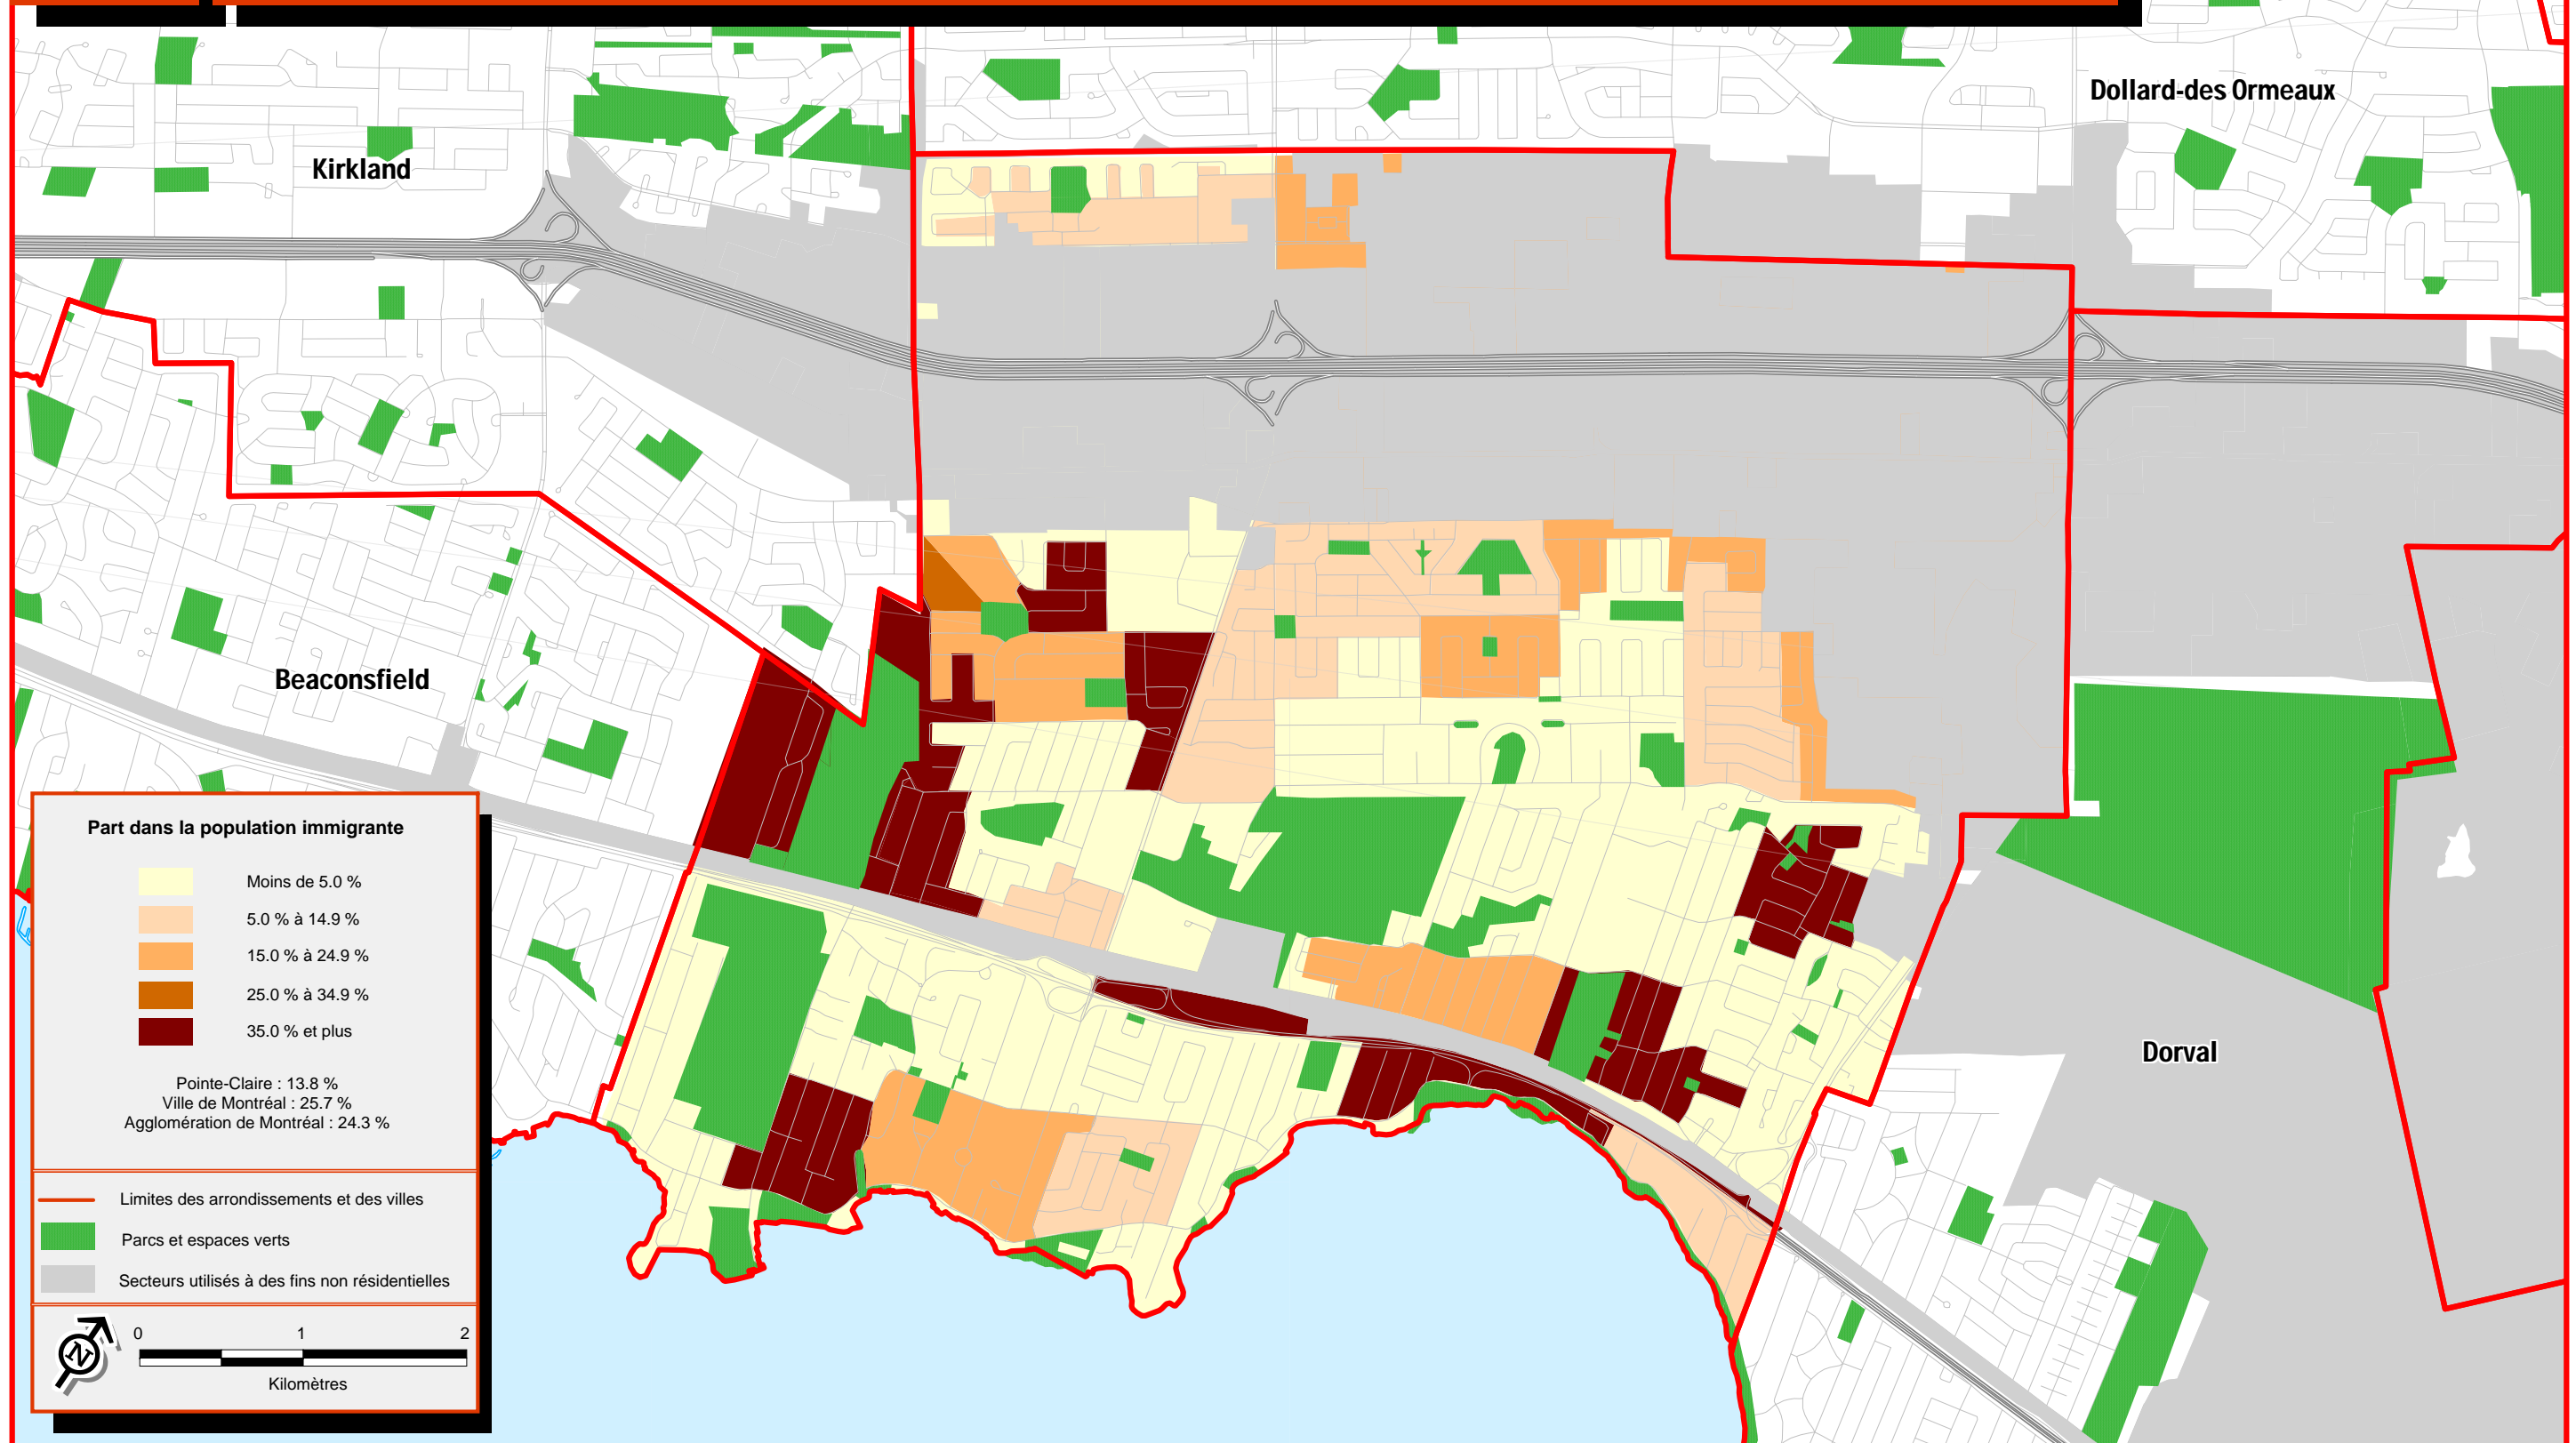 Dollard-des Ormeaux
Kirkland
Beaconsfield
Dorval
Part dans la population immigrante
Moins de 5.0 %
5.0 % à 14.9 %
15.0 % à 24.9 %
25.0 % à 34.9 %
35.0 % et plus
Pointe-Claire : 13.8 %
Ville de Montréal : 25.7 %
Agglomération de Montréal : 24.3 %
Limites des arrondissements et des villes
Parcs et espaces verts
Secteurs utilisés à des fins non résidentielles
N
0 1 2
Kilomètres